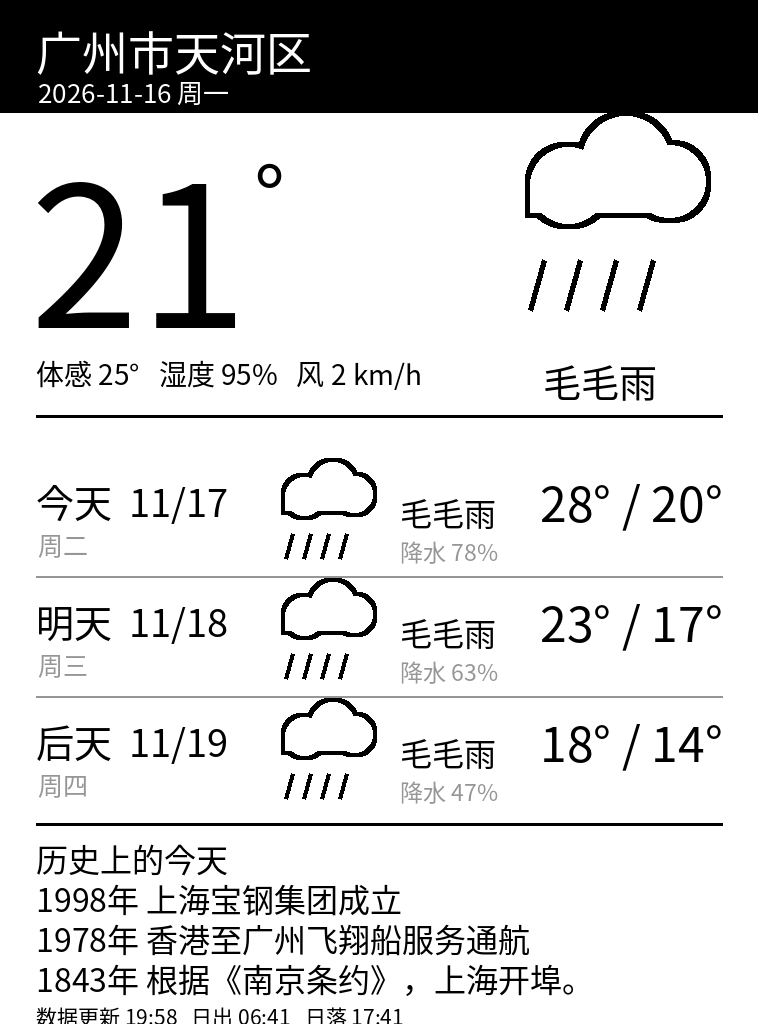 广州市天河区
2026-11-16 周一
21°
体感 25° 湿度 95% 风 2 km/h
毛毛雨
今天 11/17 毛毛雨 28° / 20°
周二 降水 78%
明天 11/18 毛毛雨 23° / 17°
周三 降水 63%
后天 11/19 毛毛雨 18° / 14°
周四 降水 47%
历史上的今天
1998年 上海宝钢集团成立
1978年 香港至广州飞翔船服务通航
1843年 根据《南京条约》，上海开埠。
数据更新 19:58 日出 06:41 日落 17:41